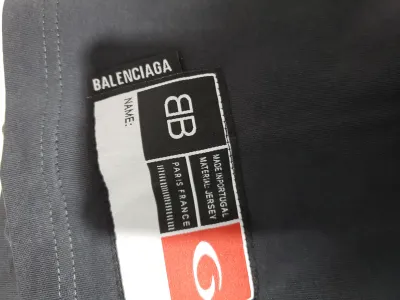 BALENCIAGA
NAME:
BB
PARIS FRANCE
MADE IN PORTUGAL
MATERIAL: JERSEY